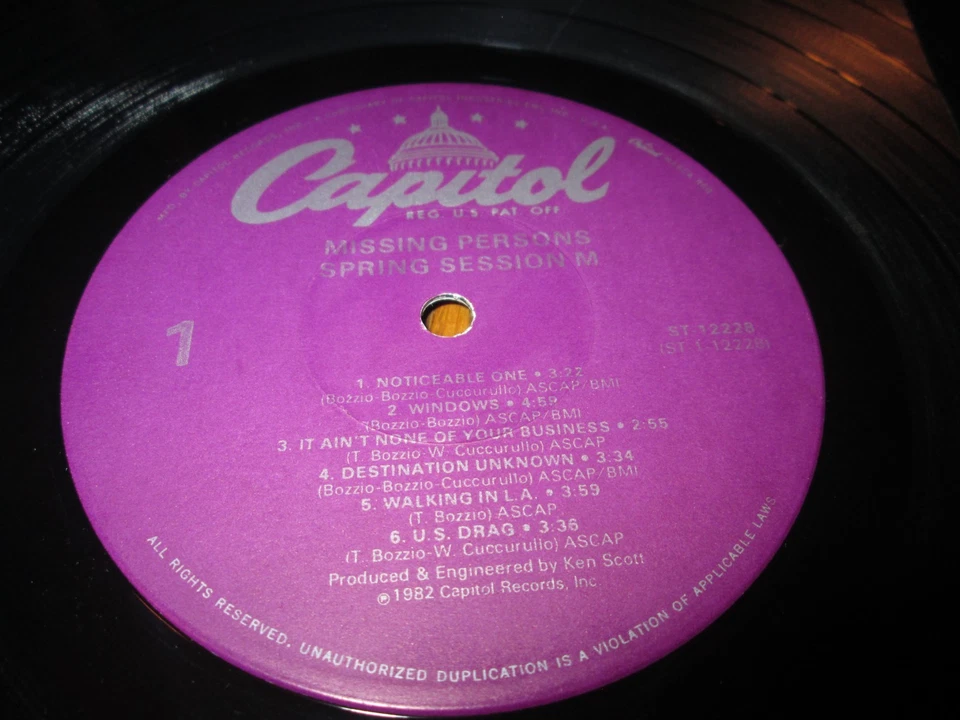 Capitol
REG. U.S. PAT. OFF.
MISSING PERSONS
SPRING SESSION M
1
ST-12228
(ST-1-12228)
1. NOTICEABLE ONE • 3:22
(Bozzio-Bozzio-Cuccurullo) ASCAP/BMI
2. WINDOWS • 4:59
(Bozzio-Bozzio) ASCAP/BMI
3. IT AIN'T NONE OF YOUR BUSINESS • 2:55
(T. Bozzio-W. Cuccurullo) ASCAP
4. DESTINATION UNKNOWN • 3:34
(Bozzio-Bozzio-Cuccurullo) ASCAP/BMI
5. WALKING IN L.A. • 3:59
(T. Bozzio) ASCAP
6. U.S. DRAG • 3:36
(T. Bozzio-W. Cuccurullo) ASCAP
Produced & Engineered by Ken Scott
℗1982 Capitol Records, Inc.
ALL RIGHTS RESERVED. UNAUTHORIZED DUPLICATION IS A VIOLATION OF APPLICABLE LAWS.